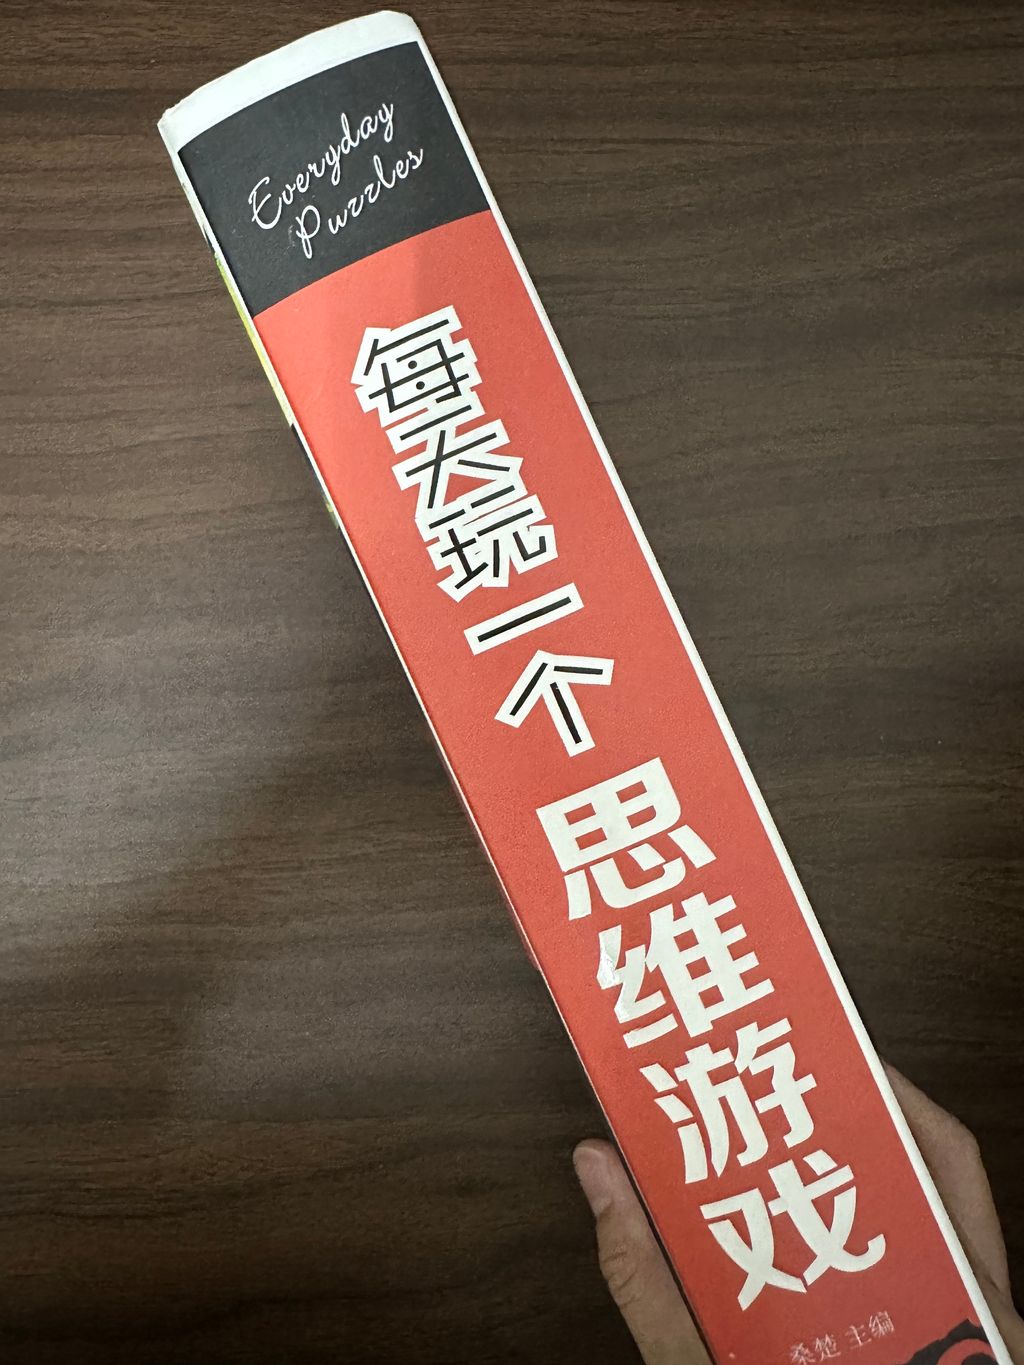 Everyday
Puzzles
每天玩一个
思维游戏
桑楚 主编